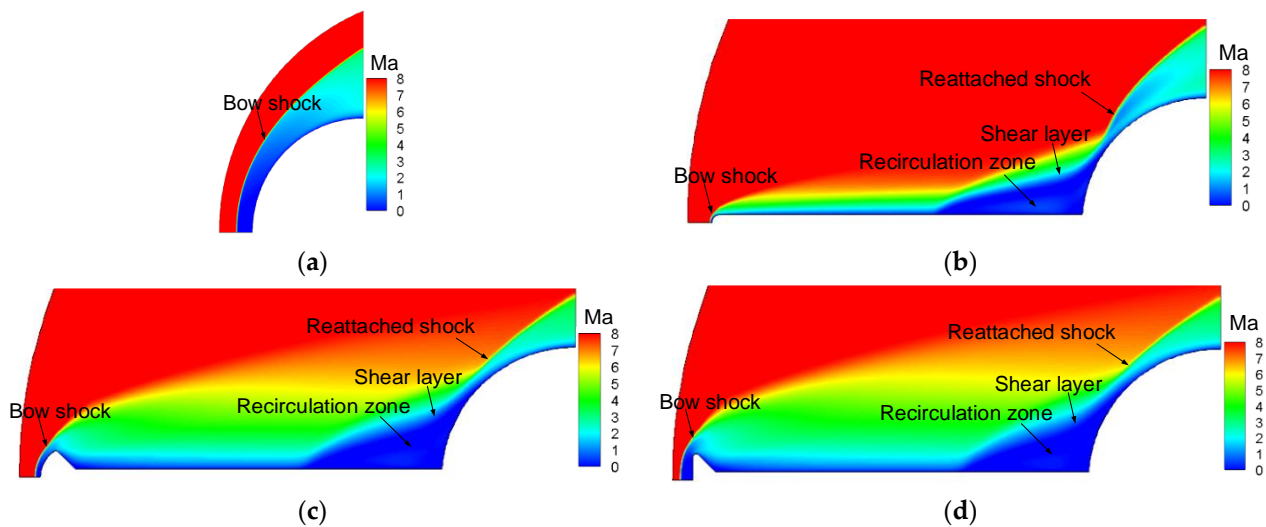 Ma
8
7
6
5
4
3
2
1
0
Bow shock
(a)
Ma
8
7
6
5
4
3
2
1
0
Reattached shock
Shear layer
Recirculation zone
Bow shock
(b)
Ma
8
7
6
5
4
3
2
1
0
Reattached shock
Shear layer
Recirculation zone
Bow shock
(c)
Ma
8
7
6
5
4
3
2
1
0
Reattached shock
Shear layer
Recirculation zone
Bow shock
(d)